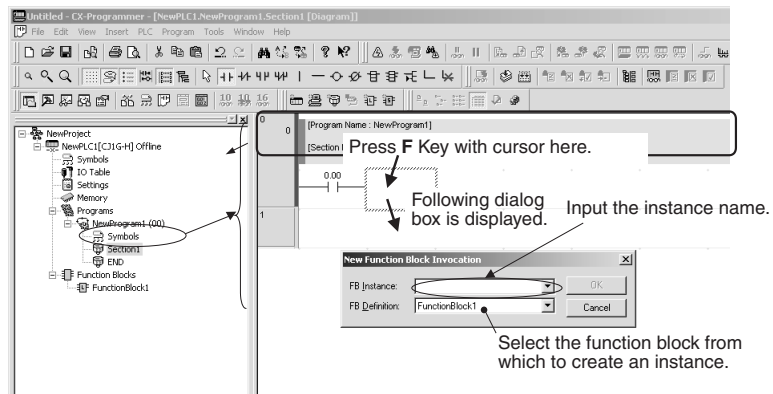 Untitled - CX-Programmer - [NewPLC1.NewProgram1.Section1 [Diagram]]
File Edit View Insert PLC Program Tools Window Help
10 10 16
NewProject
NewPLC1[CJ1G-H] Offline
Symbols
IO Table
Settings
Memory
Programs
NewProgram1 (00)
Symbols
Section1
END
Function Blocks
FunctionBlock1
0
0
[Program Name : NewProgram1]
[Section
Press F Key with cursor here.
0.00
Following dialog
box is displayed.
Input the instance name.
1
New Function Block Invocation
FB Instance:
OK
FB Definition:
FunctionBlock1
Cancel
Select the function block from
which to create an instance.